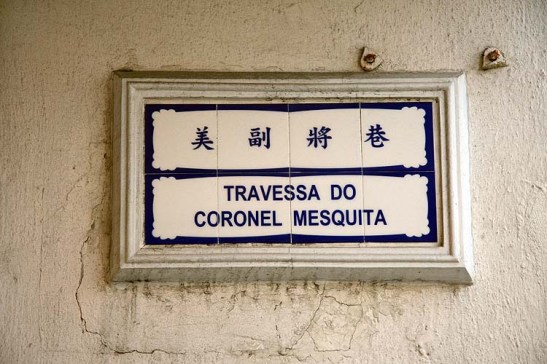 美副將巷
TRAVESSA DO
CORONEL MESQUITA